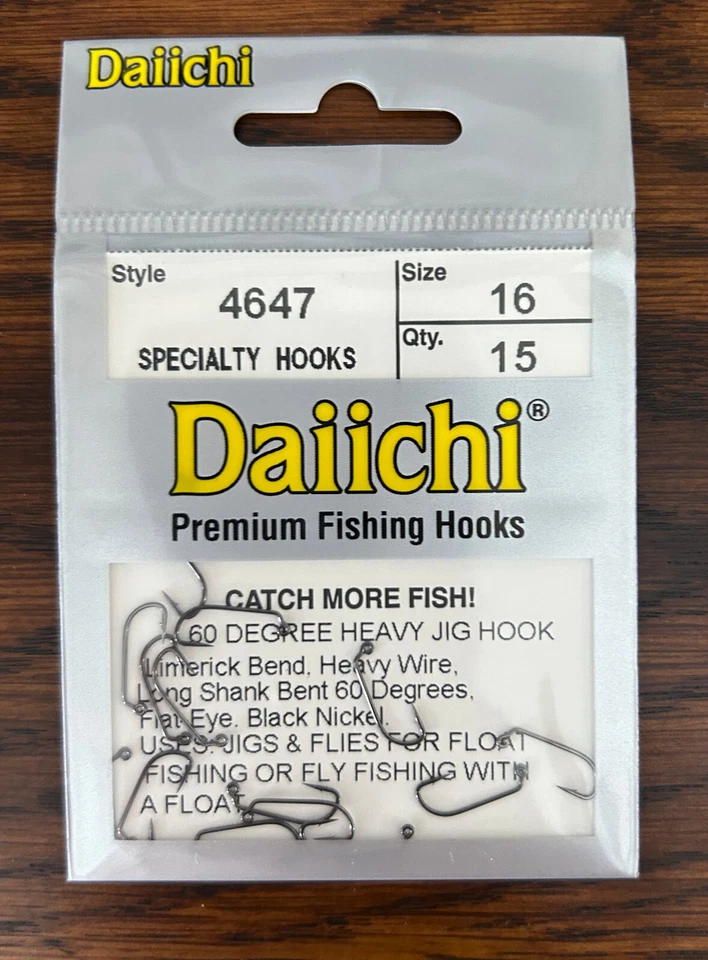 Daiichi
Style
4647
SPECIALTY HOOKS
Size
16
Qty.
15
Daiichi®
Premium Fishing Hooks
CATCH MORE FISH!
60 DEGREE HEAVY JIG HOOK
Limerick Bend, Heavy Wire,
Long Shank Bent 60 Degrees,
Flat Eye. Black Nickel.
USES: JIGS & FLIES FOR FLOAT
FISHING OR FLY FISHING WITH
A FLOAT